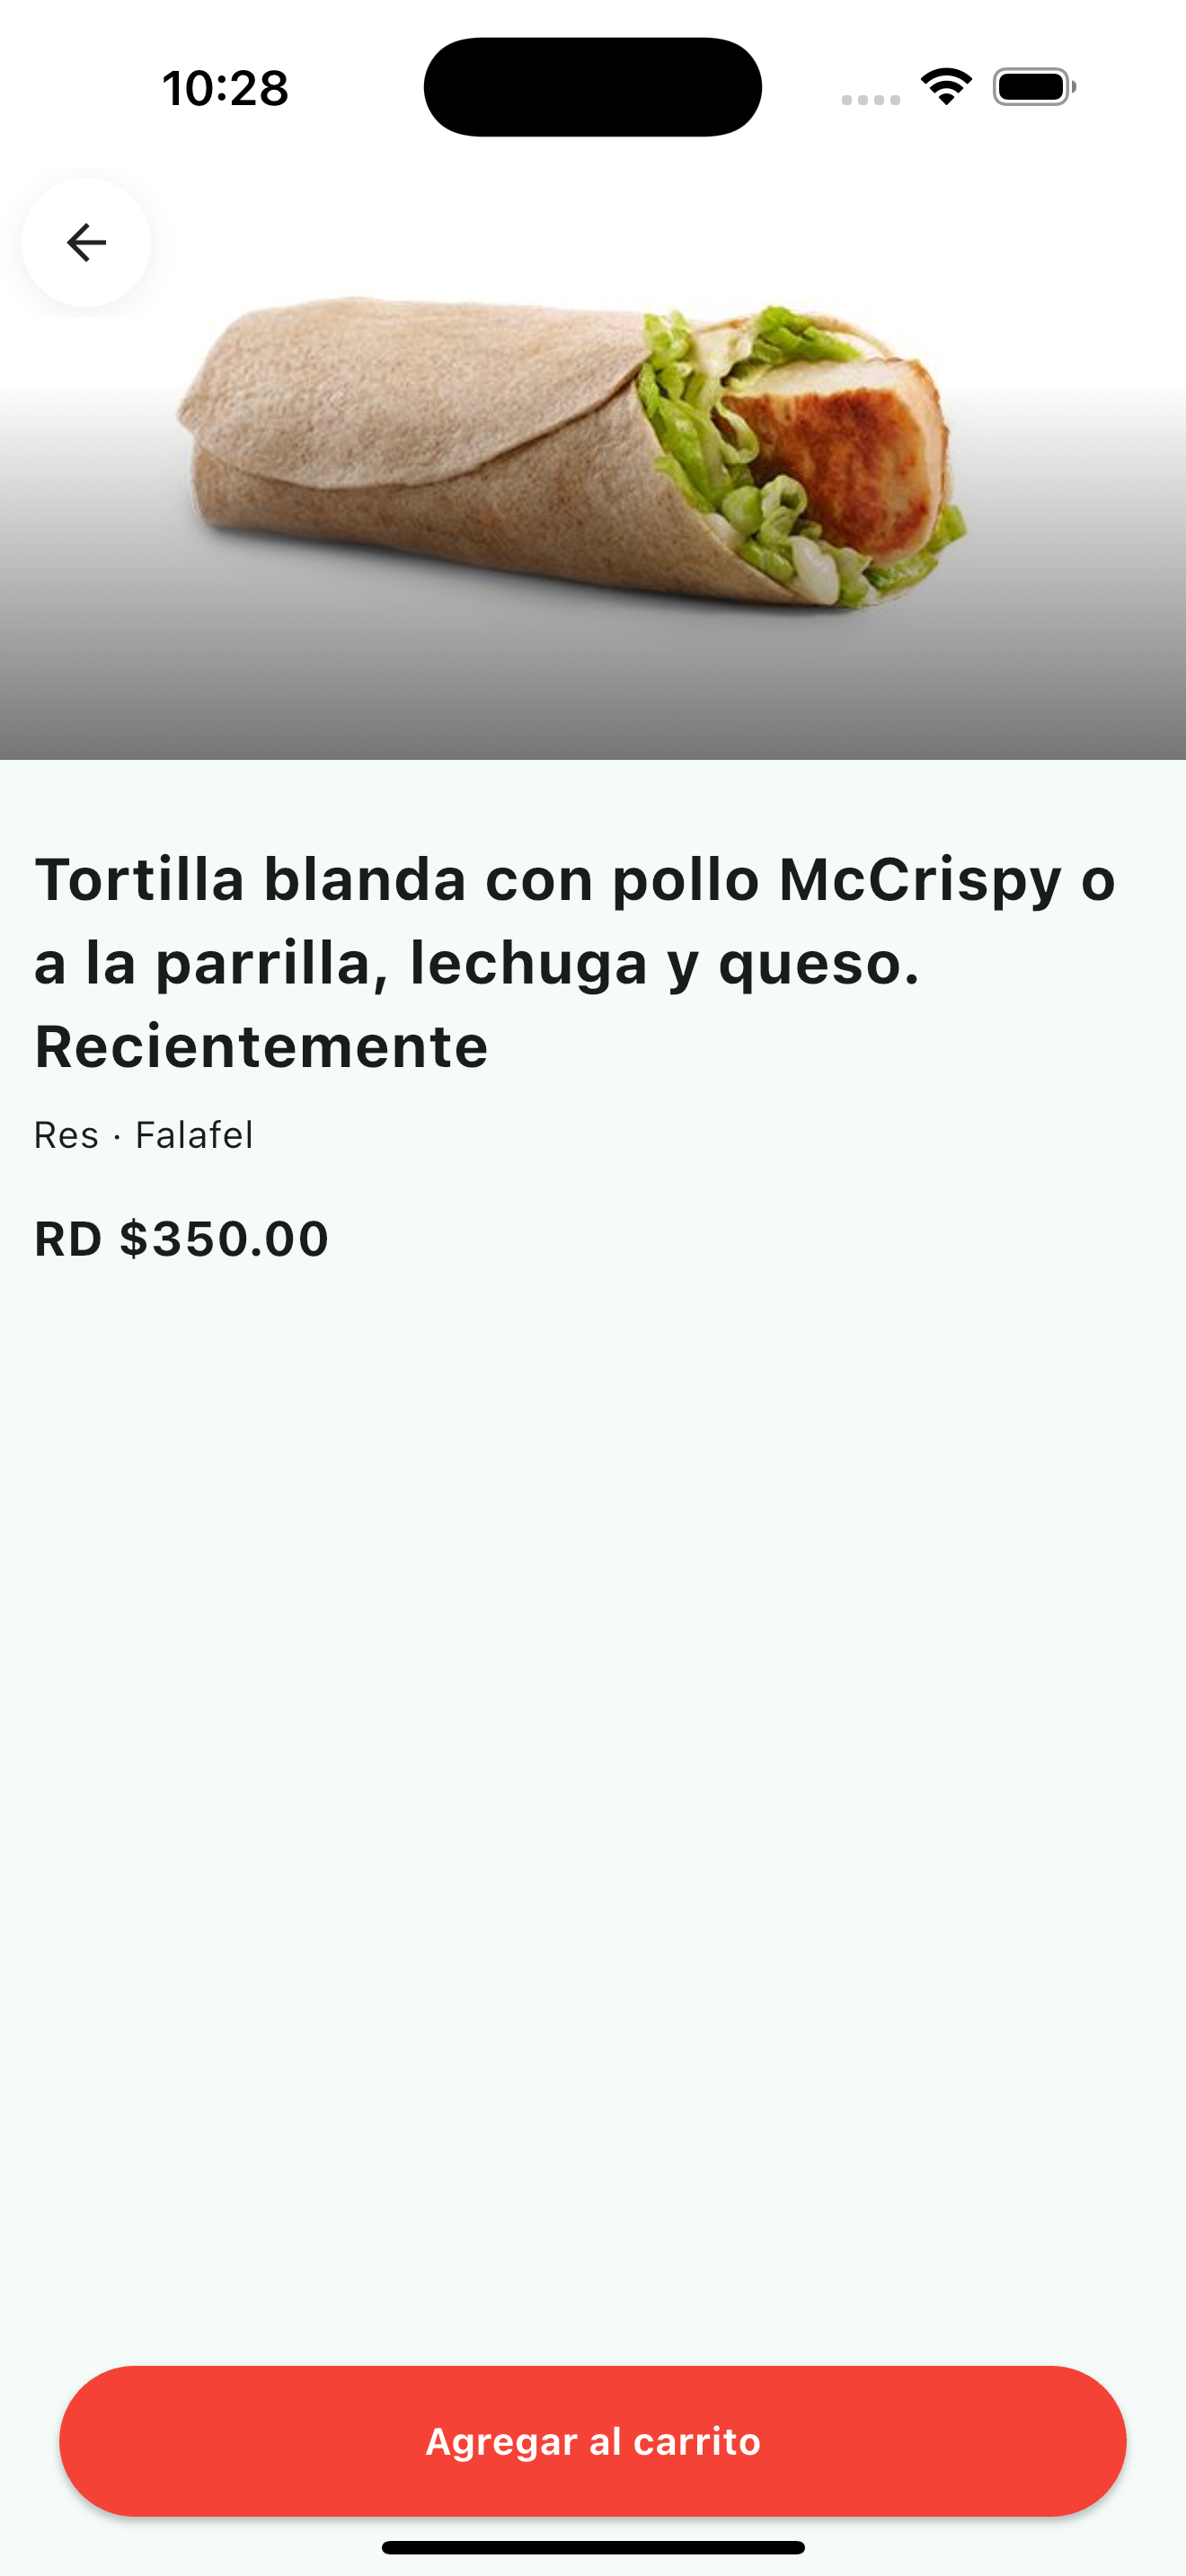 10:28
Tortilla blanda con pollo McCrispy o
a la parrilla, lechuga y queso.
Recientemente
Res · Falafel
RD $350.00
Agregar al carrito